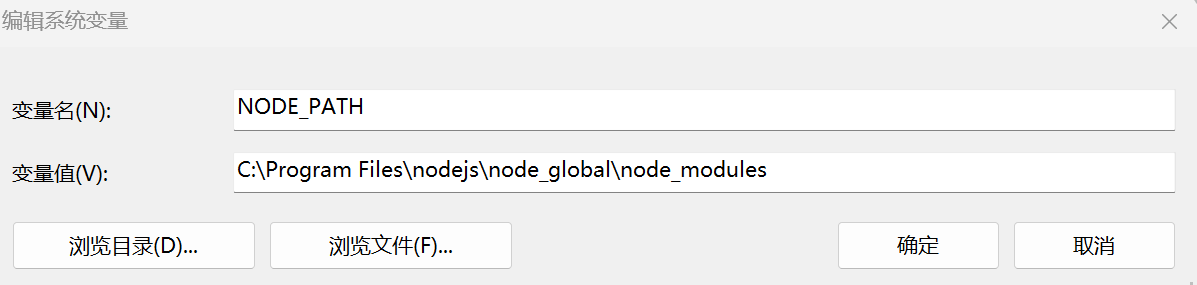 编辑系统变量
变量名(N):
NODE_PATH
变量值(V):
C:\Program Files\nodejs\node_global\node_modules
浏览目录(D)...
浏览文件(F)...
确定
取消